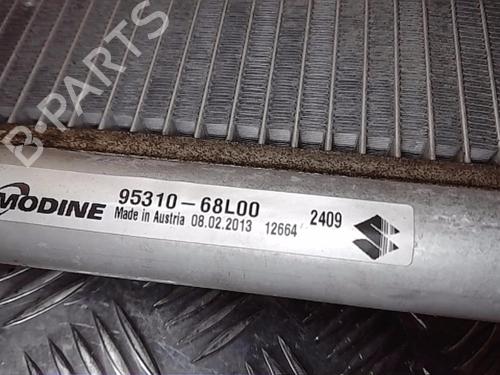 B-PARTS
MODINE 95310-68L00
Made in Austria 08.02.2013 12664 2409